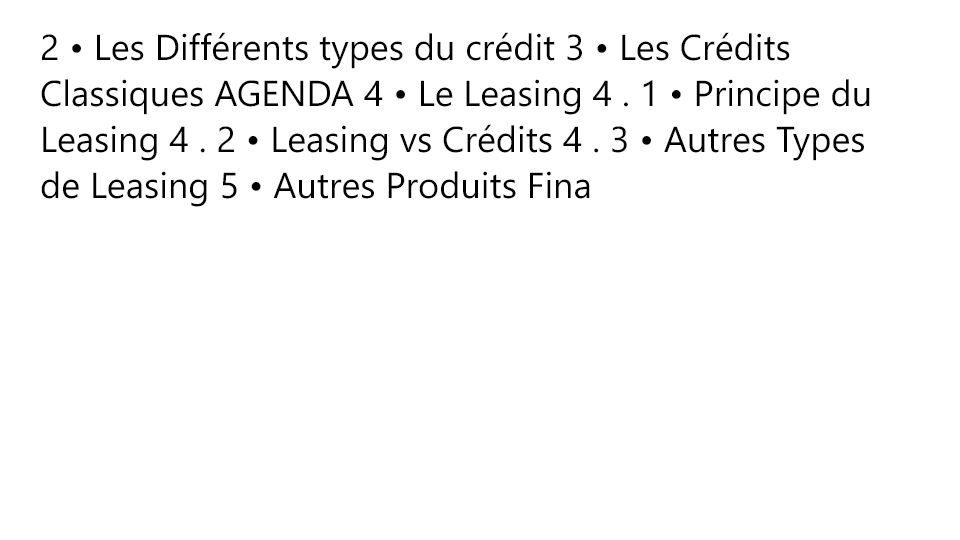 2 • Les Différents types du crédit 3 • Les Crédits
Classiques AGENDA 4 • Le Leasing 4 . 1 • Principe du
Leasing 4 . 2 • Leasing vs Crédits 4 . 3 • Autres Types
de Leasing 5 • Autres Produits Fina